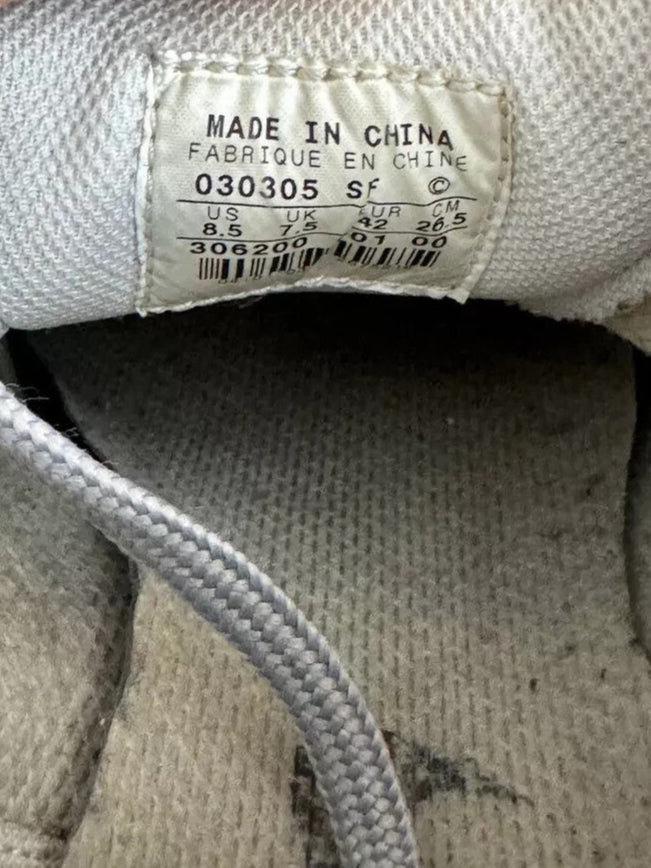 MADE IN CHINA
FABRIQUE EN CHINE
030305 SF ©
US UK EUR CM
8.5 7.5 42 26.5
306200 01 00